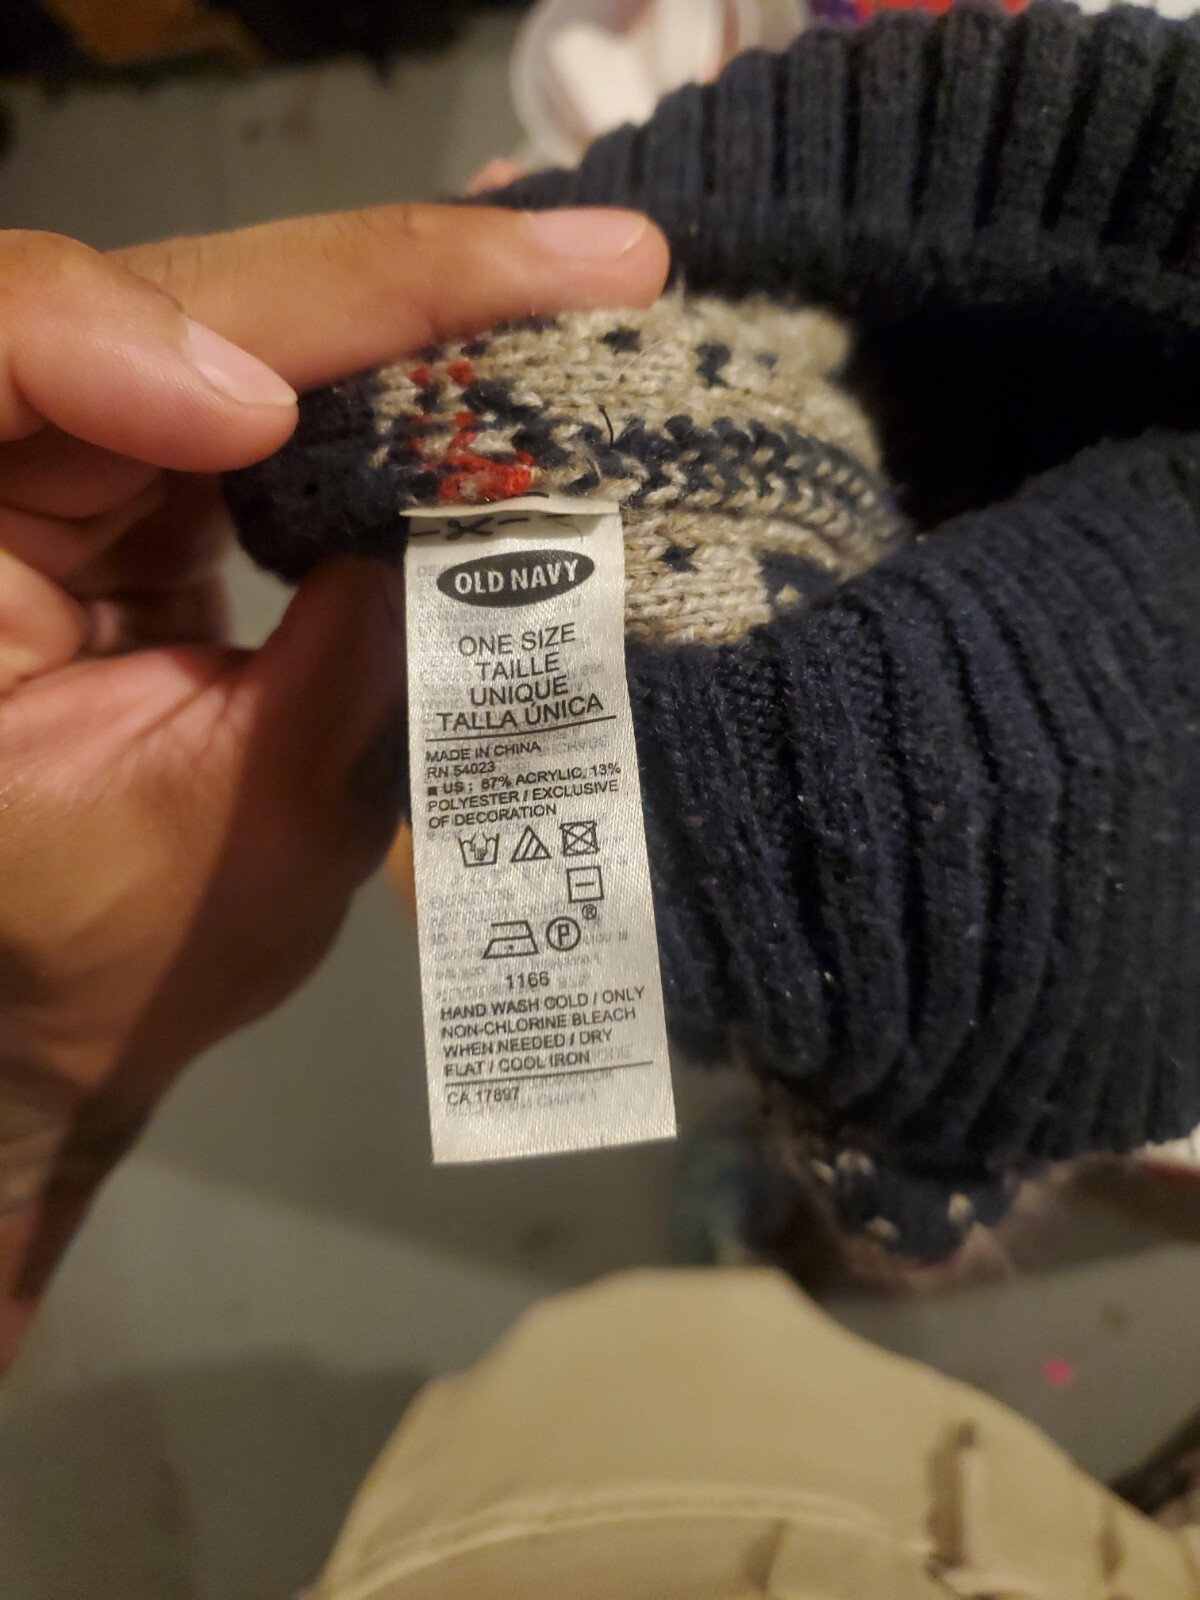 OLD NAVY
ONE SIZE
TAILLE
UNIQUE
TALLA ÚNICA
MADE IN CHINA
RN 54023
■ US : 87% ACRYLIC, 13%
POLYESTER / EXCLUSIVE
OF DECORATION
P
®
1166
HAND WASH COLD / ONLY
NON-CHLORINE BLEACH
WHEN NEEDED / DRY
FLAT / COOL IRON
CA 17897